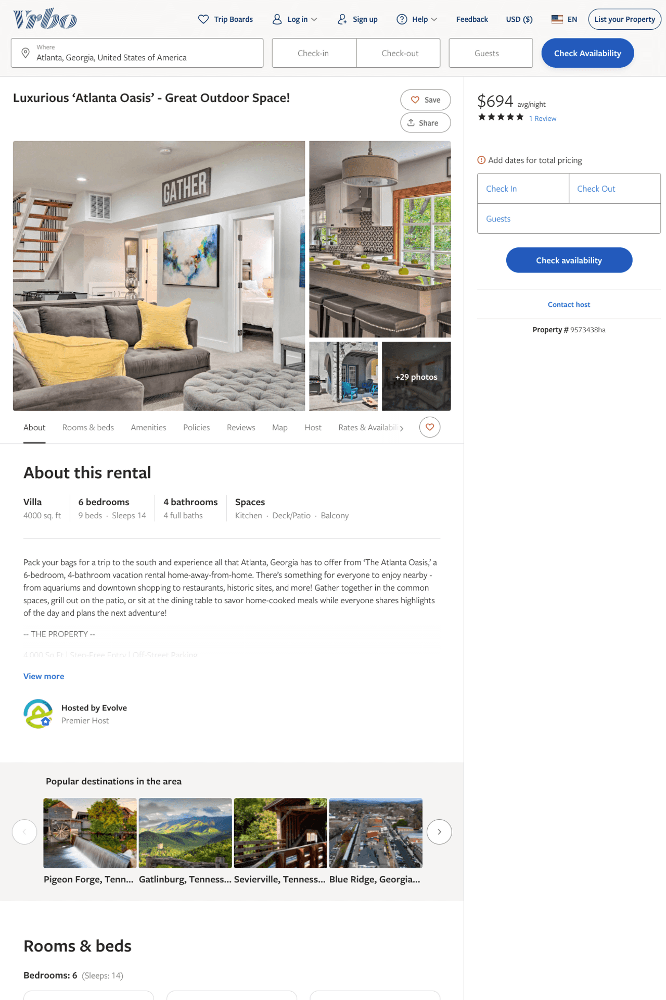 Vrbo
Trip Boards
Log in
Sign up
Help
Feedback
USD ($)
EN
List your Property
Where
Atlanta, Georgia, United States of America
Check-in
Check-out
Guests
Check Availability
Luxurious ‘Atlanta Oasis’ - Great Outdoor Space!
Save
Share
$694 avg/night
1 Review
Add dates for total pricing
Check In
Check Out
Guests
Check availability
Contact host
Property # 9573438ha
GATHER
+29 photos
About
Rooms & beds
Amenities
Policies
Reviews
Map
Host
Rates & Availabili
About this rental
Villa
4000 sq. ft
6 bedrooms
9 beds · Sleeps 14
4 bathrooms
4 full baths
Spaces
Kitchen · Deck/Patio · Balcony
Pack your bags for a trip to the south and experience all that Atlanta, Georgia has to offer from ‘The Atlanta Oasis,’ a
6-bedroom, 4-bathroom vacation rental home-away-from-home. There’s something for everyone to enjoy nearby -
from aquariums and downtown shopping to restaurants, historic sites, and more! Gather together in the common
spaces, grill out on the patio, or sit at the dining table to savor home-cooked meals while everyone shares highlights
of the day and plans the next adventure!
-- THE PROPERTY --
4,000 Sq Ft | Step-Free Entry | Off-Street Parking
View more
Hosted by Evolve
Premier Host
Popular destinations in the area
Pigeon Forge, Tenn...
Gatlinburg, Tenness...
Sevierville, Tenness...
Blue Ridge, Georgia...
Rooms & beds
Bedrooms: 6 (Sleeps: 14)